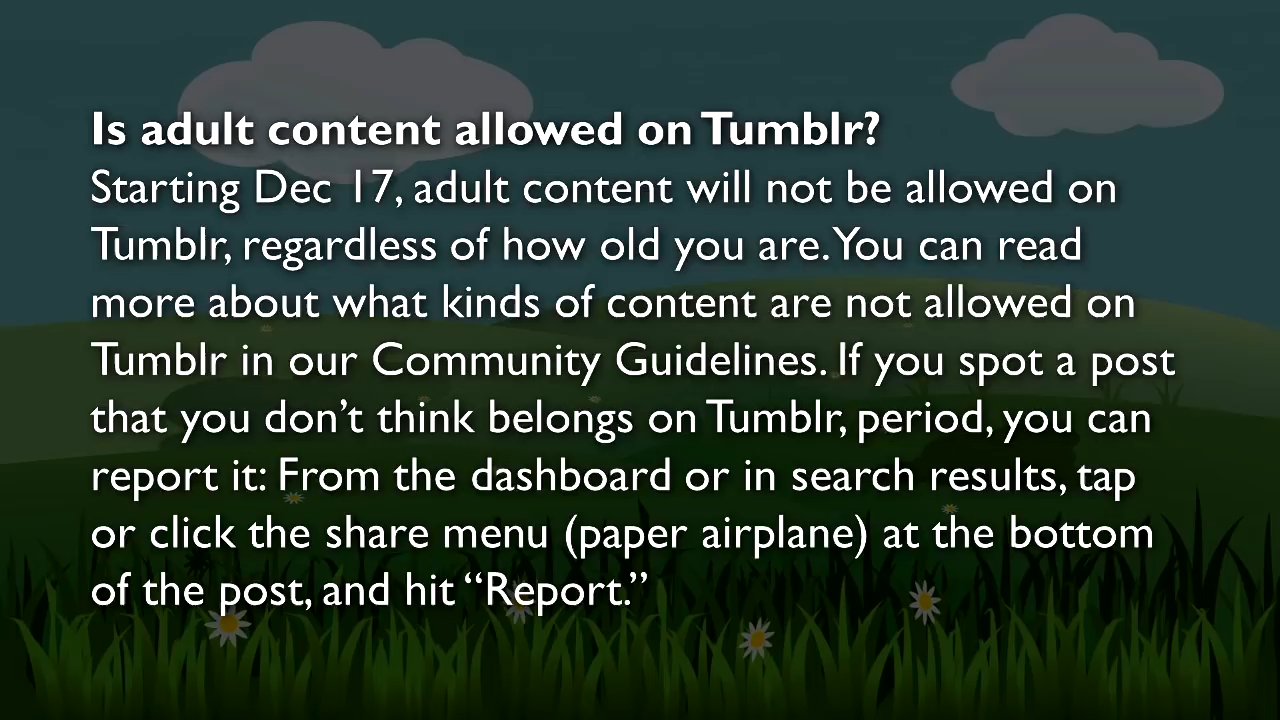 Is adult content allowed on Tumblr?
Starting Dec 17, adult content will not be allowed on
Tumblr, regardless of how old you are. You can read
more about what kinds of content are not allowed on
Tumblr in our Community Guidelines. If you spot a post
that you don’t think belongs on Tumblr, period, you can
report it: From the dashboard or in search results, tap
or click the share menu (paper airplane) at the bottom
of the post, and hit “Report.”